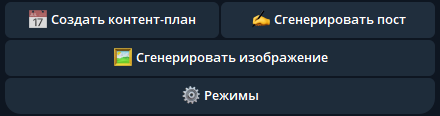 📅 Создать контент-план
✍️ Сгенерировать пост
🖼️ Сгенерировать изображение
⚙️ Режимы